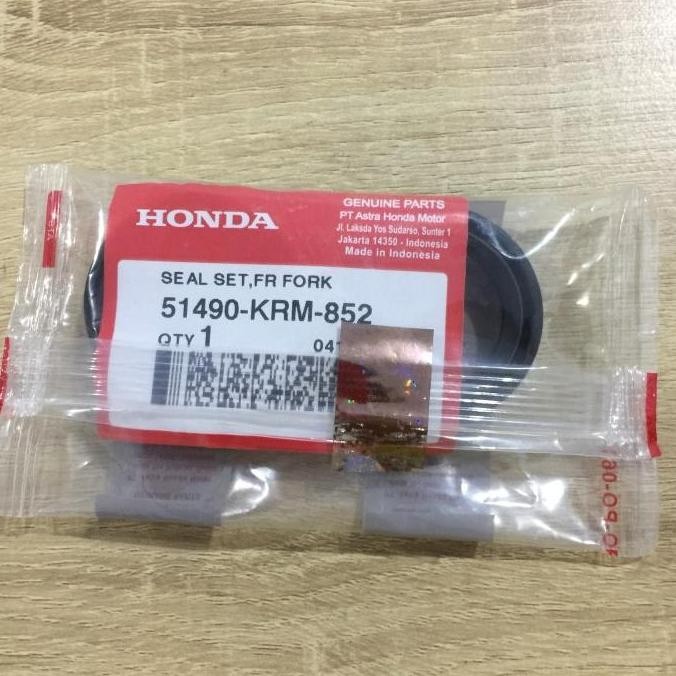 HONDA
GENUINE PARTS
PT Astra Honda Motor
Jl. Laksda Yos Sudarso, Sunter 1
Jakarta 14350 - Indonesia
Made in Indonesia
SEAL SET,FR FORK
51490-KRM-852
QTY 1
041